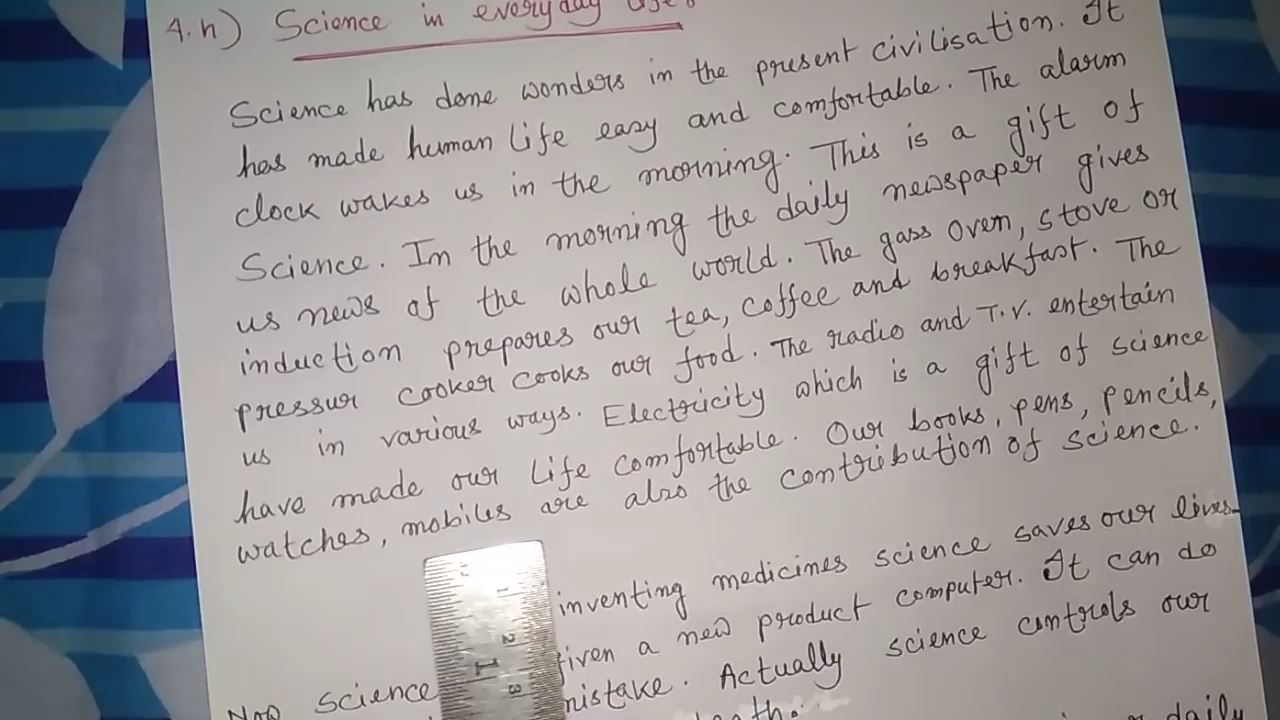 4.h) Science in everyday life.
Science has done wonders in the present civilisation. It
has made human life easy and comfortable. The alarm
clock wakes us in the morning. This is a gift of
Science. In the morning the daily newspaper gives
us news of the whole world. The gass oven, stove or
induction prepares our tea, coffee and breakfast. The
pressur cooker cooks our food. The radio and T.V. entertain
us in various ways. Electricity which is a gift of science
have made our life comfortable. Our books, pens, pencils,
watches, mobiles are also the contribution of science.
inventing medicines science saves our lives.
science given a new product computer. It can do
mistake. Actually science controls our
daily